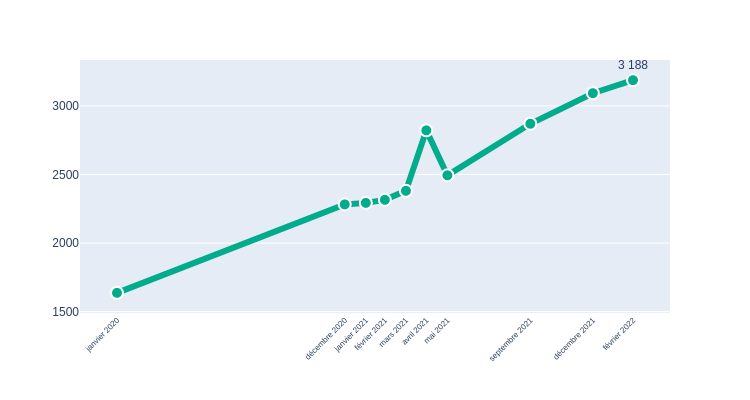 3 188
3000
2500
2000
1500
janvier 2020
décembre 2020
janvier 2021
février 2021
mars 2021
avril 2021
mai 2021
septembre 2021
décembre 2021
février 2022